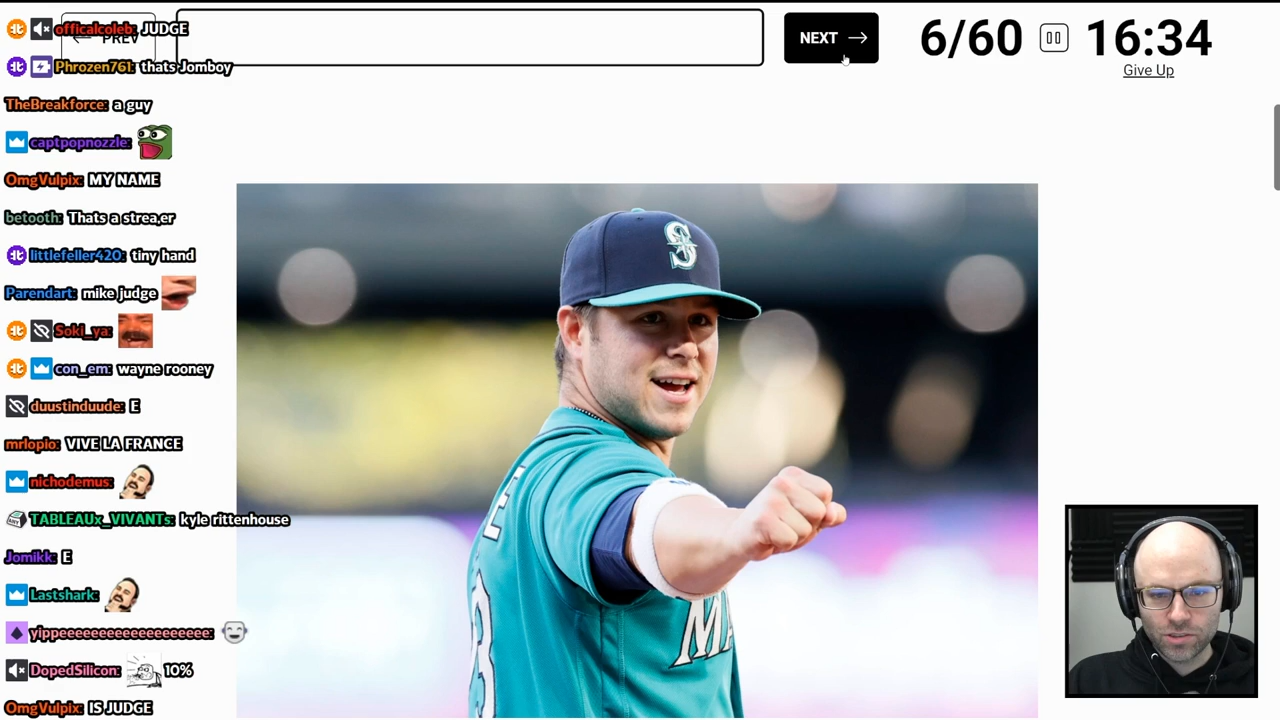 officalcoleb: JUDGE
← PREV
NEXT →
6/60
16:34
Give Up
Phrozen761: thats Jomboy
TheBreakforce: a guy
captpopnozzle:
OmgVulpix: MY NAME
betooth: Thats a strea,er
littlefeller420: tiny hand
Parendart: mike judge
Soki_ya:
con_em: wayne rooney
duustinduude: E
mrlopio: VIVE LA FRANCE
nichodemus:
TABLEAUx_VIVANTs: kyle rittenhouse
Jomikk: E
Lastshark:
yippeeeeeeeeeeeeeeeeeee:
DopedSilicon: 10%
OmgVulpix: IS JUDGE
S
E
MA